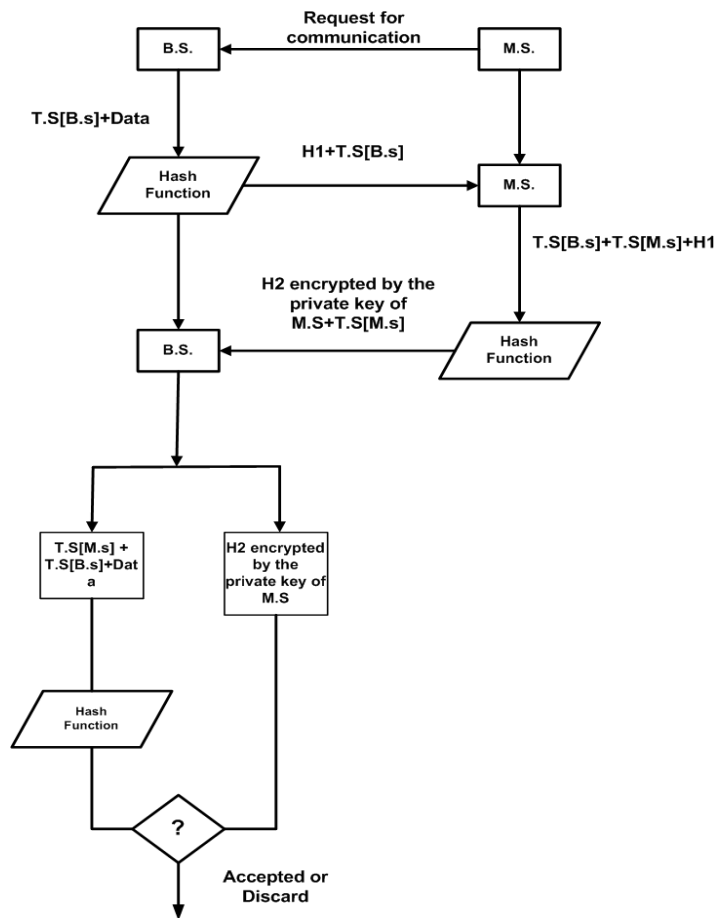 Request for
communication
B.S.
M.S.
T.S[B.s]+Data
H1+T.S[B.s]
Hash
Function
M.S.
T.S[B.s]+T.S[M.s]+H1
H2 encrypted by the
private key of
M.S+T.S[M.s]
B.S.
Hash
Function
T.S[M.s] +
T.S[B.s]+Dat
a
H2 encrypted
by the
private key of
M.S
Hash
Function
?
Accepted or
Discard